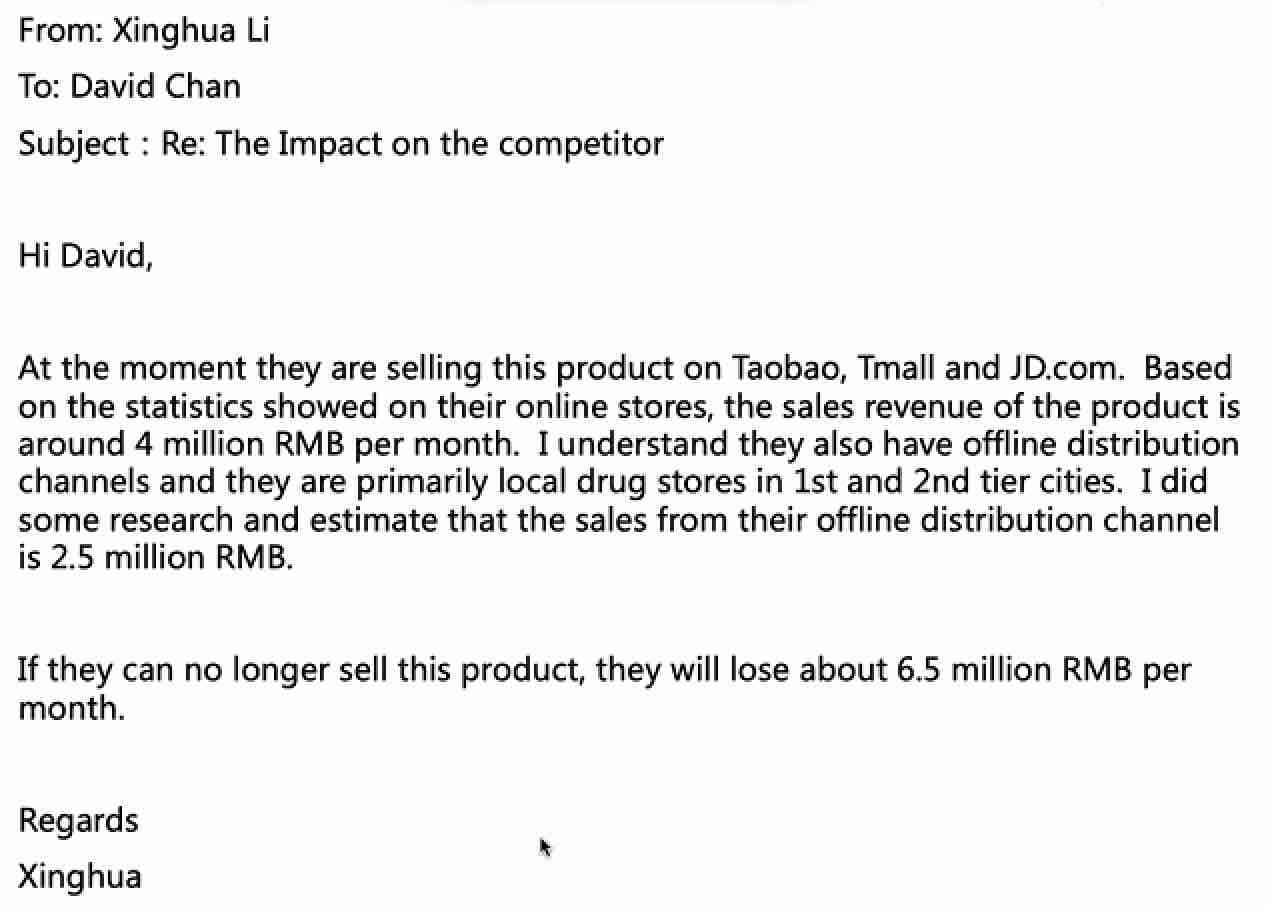 From: Xinghua Li
To: David Chan
Subject : Re: The Impact on the competitor
Hi David,
At the moment they are selling this product on Taobao, Tmall and JD.com.  Based
on the statistics showed on their online stores, the sales revenue of the product is
around 4 million RMB per month.  I understand they also have offline distribution
channels and they are primarily local drug stores in 1st and 2nd tier cities.  I did
some research and estimate that the sales from their offline distribution channel
is 2.5 million RMB.
If they can no longer sell this product, they will lose about 6.5 million RMB per
month.
Regards
Xinghua